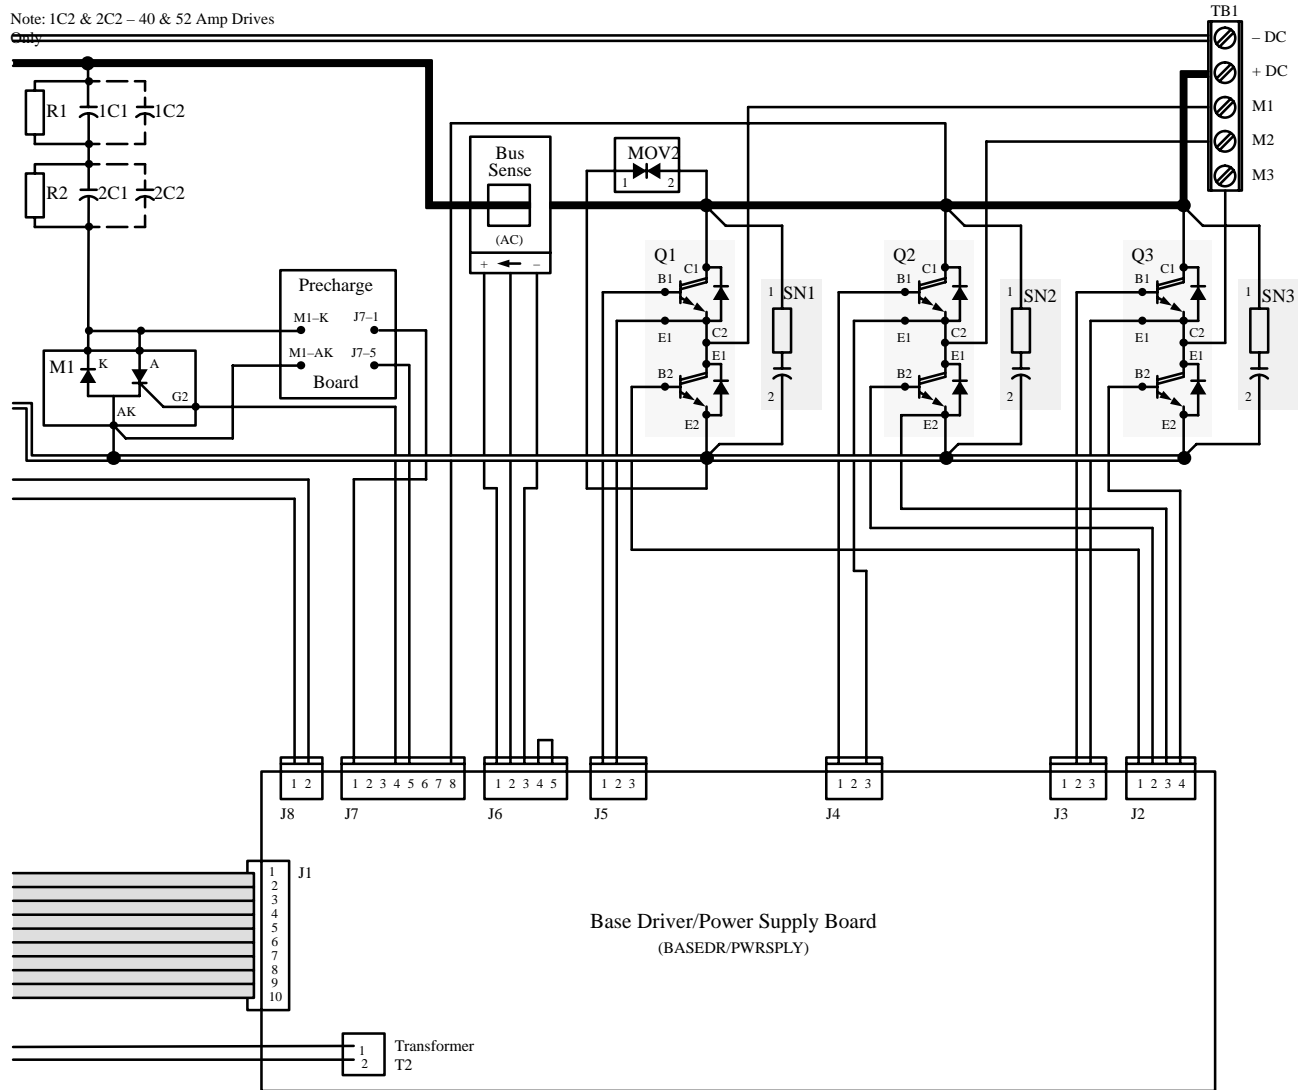 Note: 1C2 & 2C2 – 40 & 52 Amp Drives
Only
TB1
– DC
+ DC
M1
M2
M3
R1
1C1
1C2
R2
2C1
2C2
Bus
Sense
(AC)
+ –
MOV2
1 2
Q1
C1
B1
E1
C2
E1
B2
E2
1
SN1
2
Q2
C1
B1
E1
C2
E1
B2
E2
1
SN2
2
Q3
C1
B1
E1
C2
E1
B2
E2
1
SN3
2
Precharge
M1–K J7–1
M1–AK J7–5
Board
M1
K
A
G2
AK
1 2
J8
1 2 3 4 5 6 7 8
J7
1 2 3 4 5
J6
1 2 3
J5
1 2 3
J4
1 2 3
J3
1 2 3 4
J2
J1
1
2
3
4
5
6
7
8
9
10
Base Driver/Power Supply Board
(BASEDR/PWRSPLY)
1
2
Transformer
T2